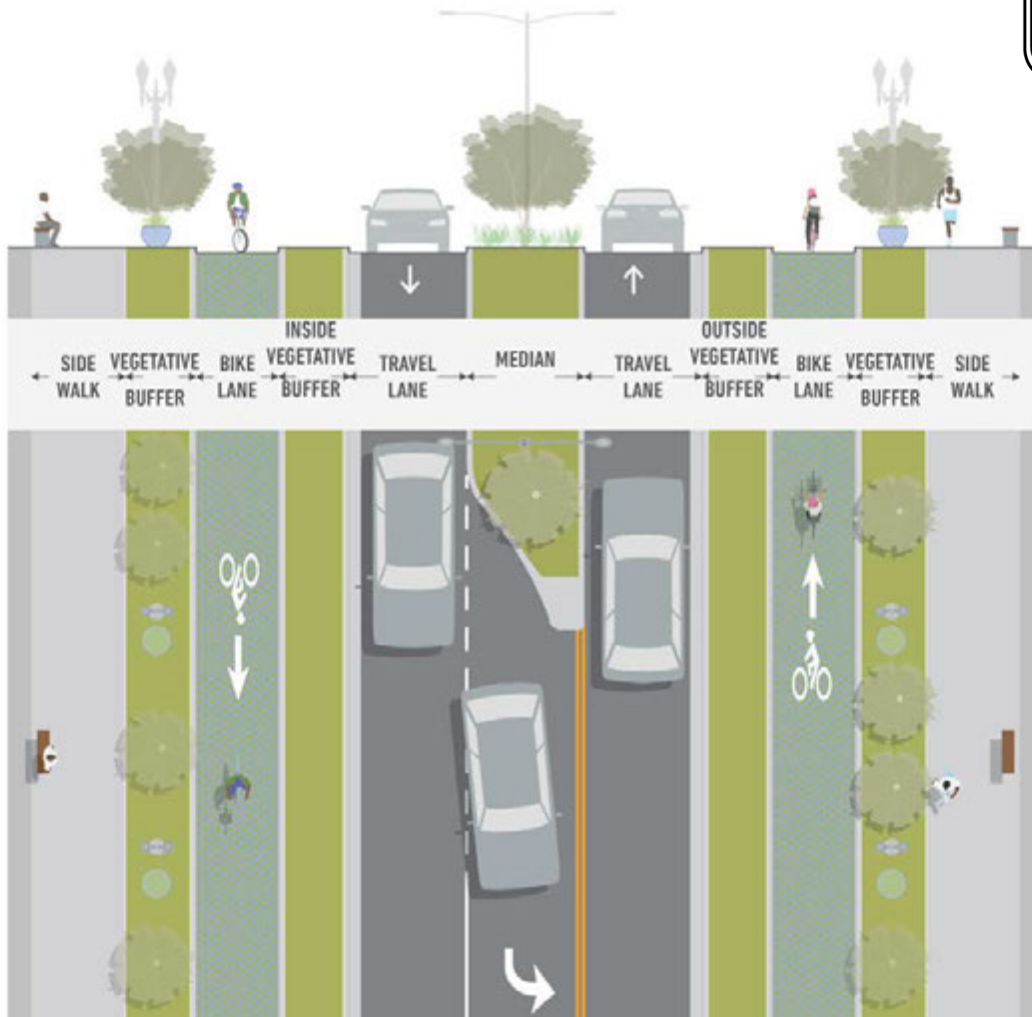 SIDE
WALK
VEGETATIVE
BUFFER
BIKE
LANE
INSIDE
VEGETATIVE
BUFFER
TRAVEL
LANE
MEDIAN
TRAVEL
LANE
OUTSIDE
VEGETATIVE
BUFFER
BIKE
LANE
VEGETATIVE
BUFFER
SIDE
WALK